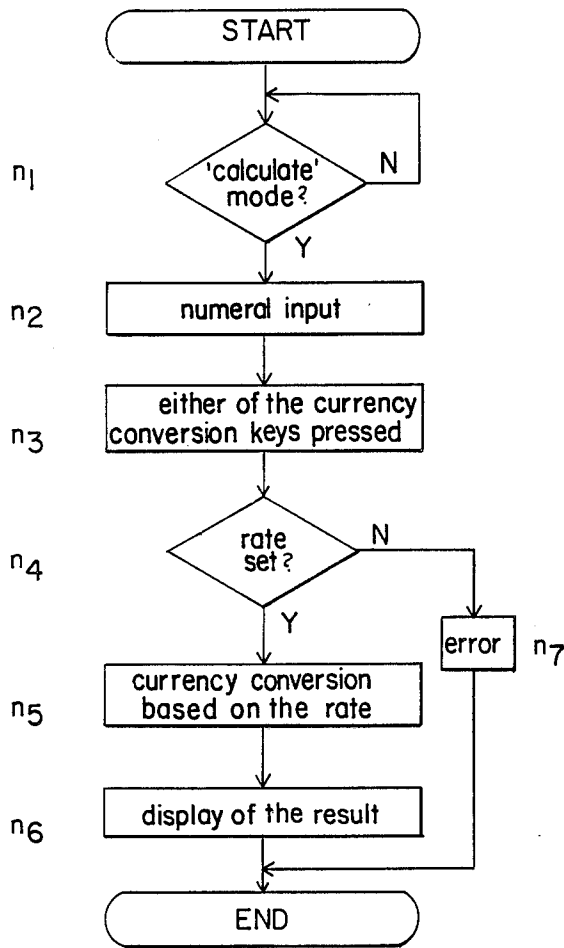 START
n1
'calculate'
mode?
N
Y
n2
numeral input
n3
either of the currency
conversion keys pressed
n4
rate
set?
N
Y
error
n7
n5
currency conversion
based on the rate
n6
display of the result
END